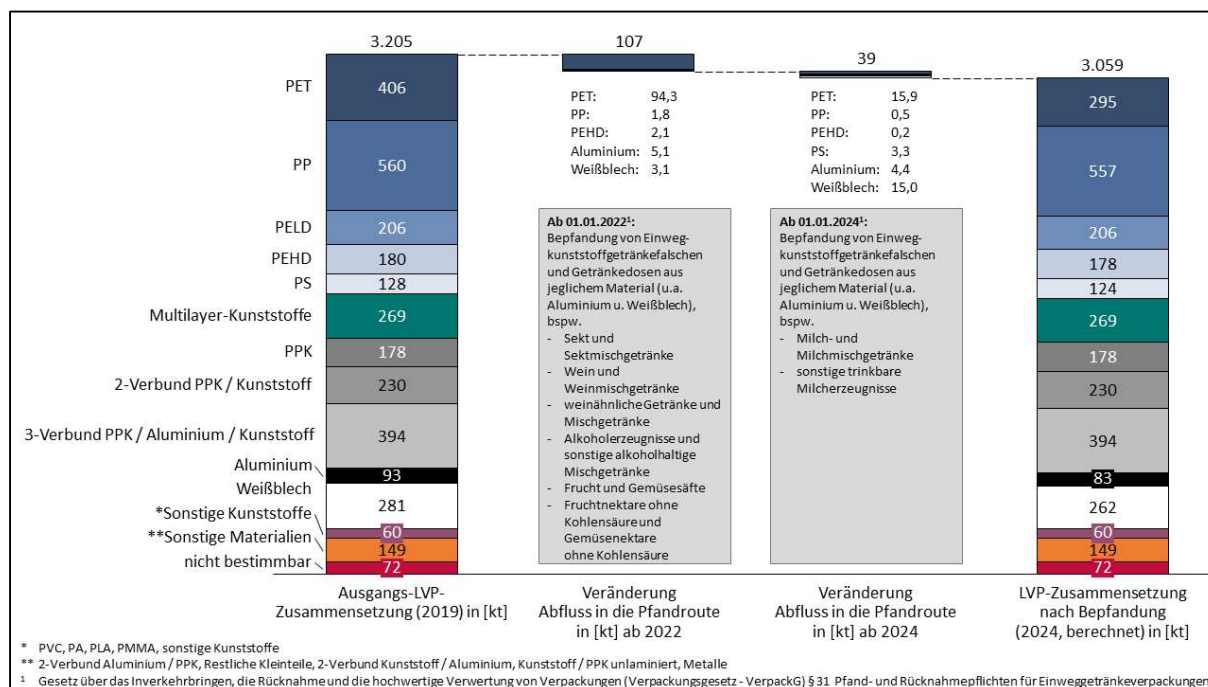 3.205
PET
406
PP
560
PELD
206
PEHD
180
PS
128
Multilayer-Kunststoffe
269
PPK
178
2-Verbund PPK / Kunststoff
230
3-Verbund PPK / Aluminium / Kunststoff
394
Aluminium
93
Weißblech
281
*Sonstige Kunststoffe
60
**Sonstige Materialien
149
nicht bestimmbar
72
Ausgangs-LVP-
Zusammensetzung (2019) in [kt]
107
PET: 94,3
PP: 1,8
PEHD: 2,1
Aluminium: 5,1
Weißblech: 3,1
Ab 01.01.2022¹:
Bepfandung von Einweg-
kunststoffgetränkefalschen
und Getränkedosen aus
jeglichem Material (u.a.
Aluminium u. Weißblech),
bspw.
- Sekt und
Sektmischgetränke
- Wein und
Weinmischgetränke
- weinähnliche Getränke und
Mischgetränke
- Alkoholerzeugnisse und
sonstige alkoholhaltige
Mischgetränke
- Frucht und Gemüsesäfte
- Fruchtnektare ohne
Kohlensäure und
Gemüsenektare
ohne Kohlensäure
Veränderung
Abfluss in die Pfandroute
in [kt] ab 2022
39
PET: 15,9
PP: 0,5
PEHD: 0,2
PS: 3,3
Aluminium: 4,4
Weißblech: 15,0
Ab 01.01.2024¹:
Bepfandung von Einweg-
kunststoffgetränkefalschen
und Getränkedosen aus
jeglichem Material (u.a.
Aluminium u. Weißblech),
bspw.
- Milch- und
Milchmischgetränke
- sonstige trinkbare
Milcherzeugnisse
Veränderung
Abfluss in die Pfandroute
in [kt] ab 2024
3.059
295
557
206
178
124
269
178
230
394
83
262
60
149
72
LVP-Zusammensetzung
nach Bepfandung
(2024, berechnet) in [kt]
* PVC, PA, PLA, PMMA, sonstige Kunststoffe
** 2-Verbund Aluminium / PPK, Restliche Kleinteile, 2-Verbund Kunststoff / Aluminium, Kunststoff / PPK unlaminiert, Metalle
¹ Gesetz über das Inverkehrbringen, die Rücknahme und die hochwertige Verwertung von Verpackungen (Verpackungsgesetz - VerpackG) § 31 Pfand- und Rücknahmepflichten für Einweggetränkeverpackungen